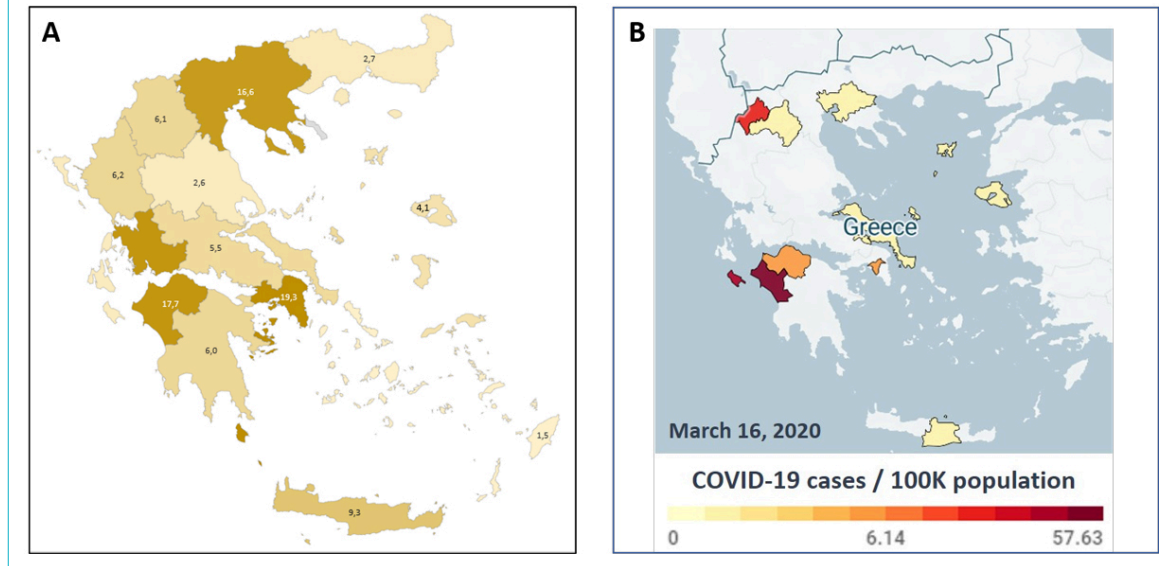 A
2,7
16,6
6,1
6,2
2,6
4,1
5,5
17,7
19,3
6,0
1,5
9,3
B
Greece
March 16, 2020
COVID-19 cases / 100K population
0 6.14 57.63